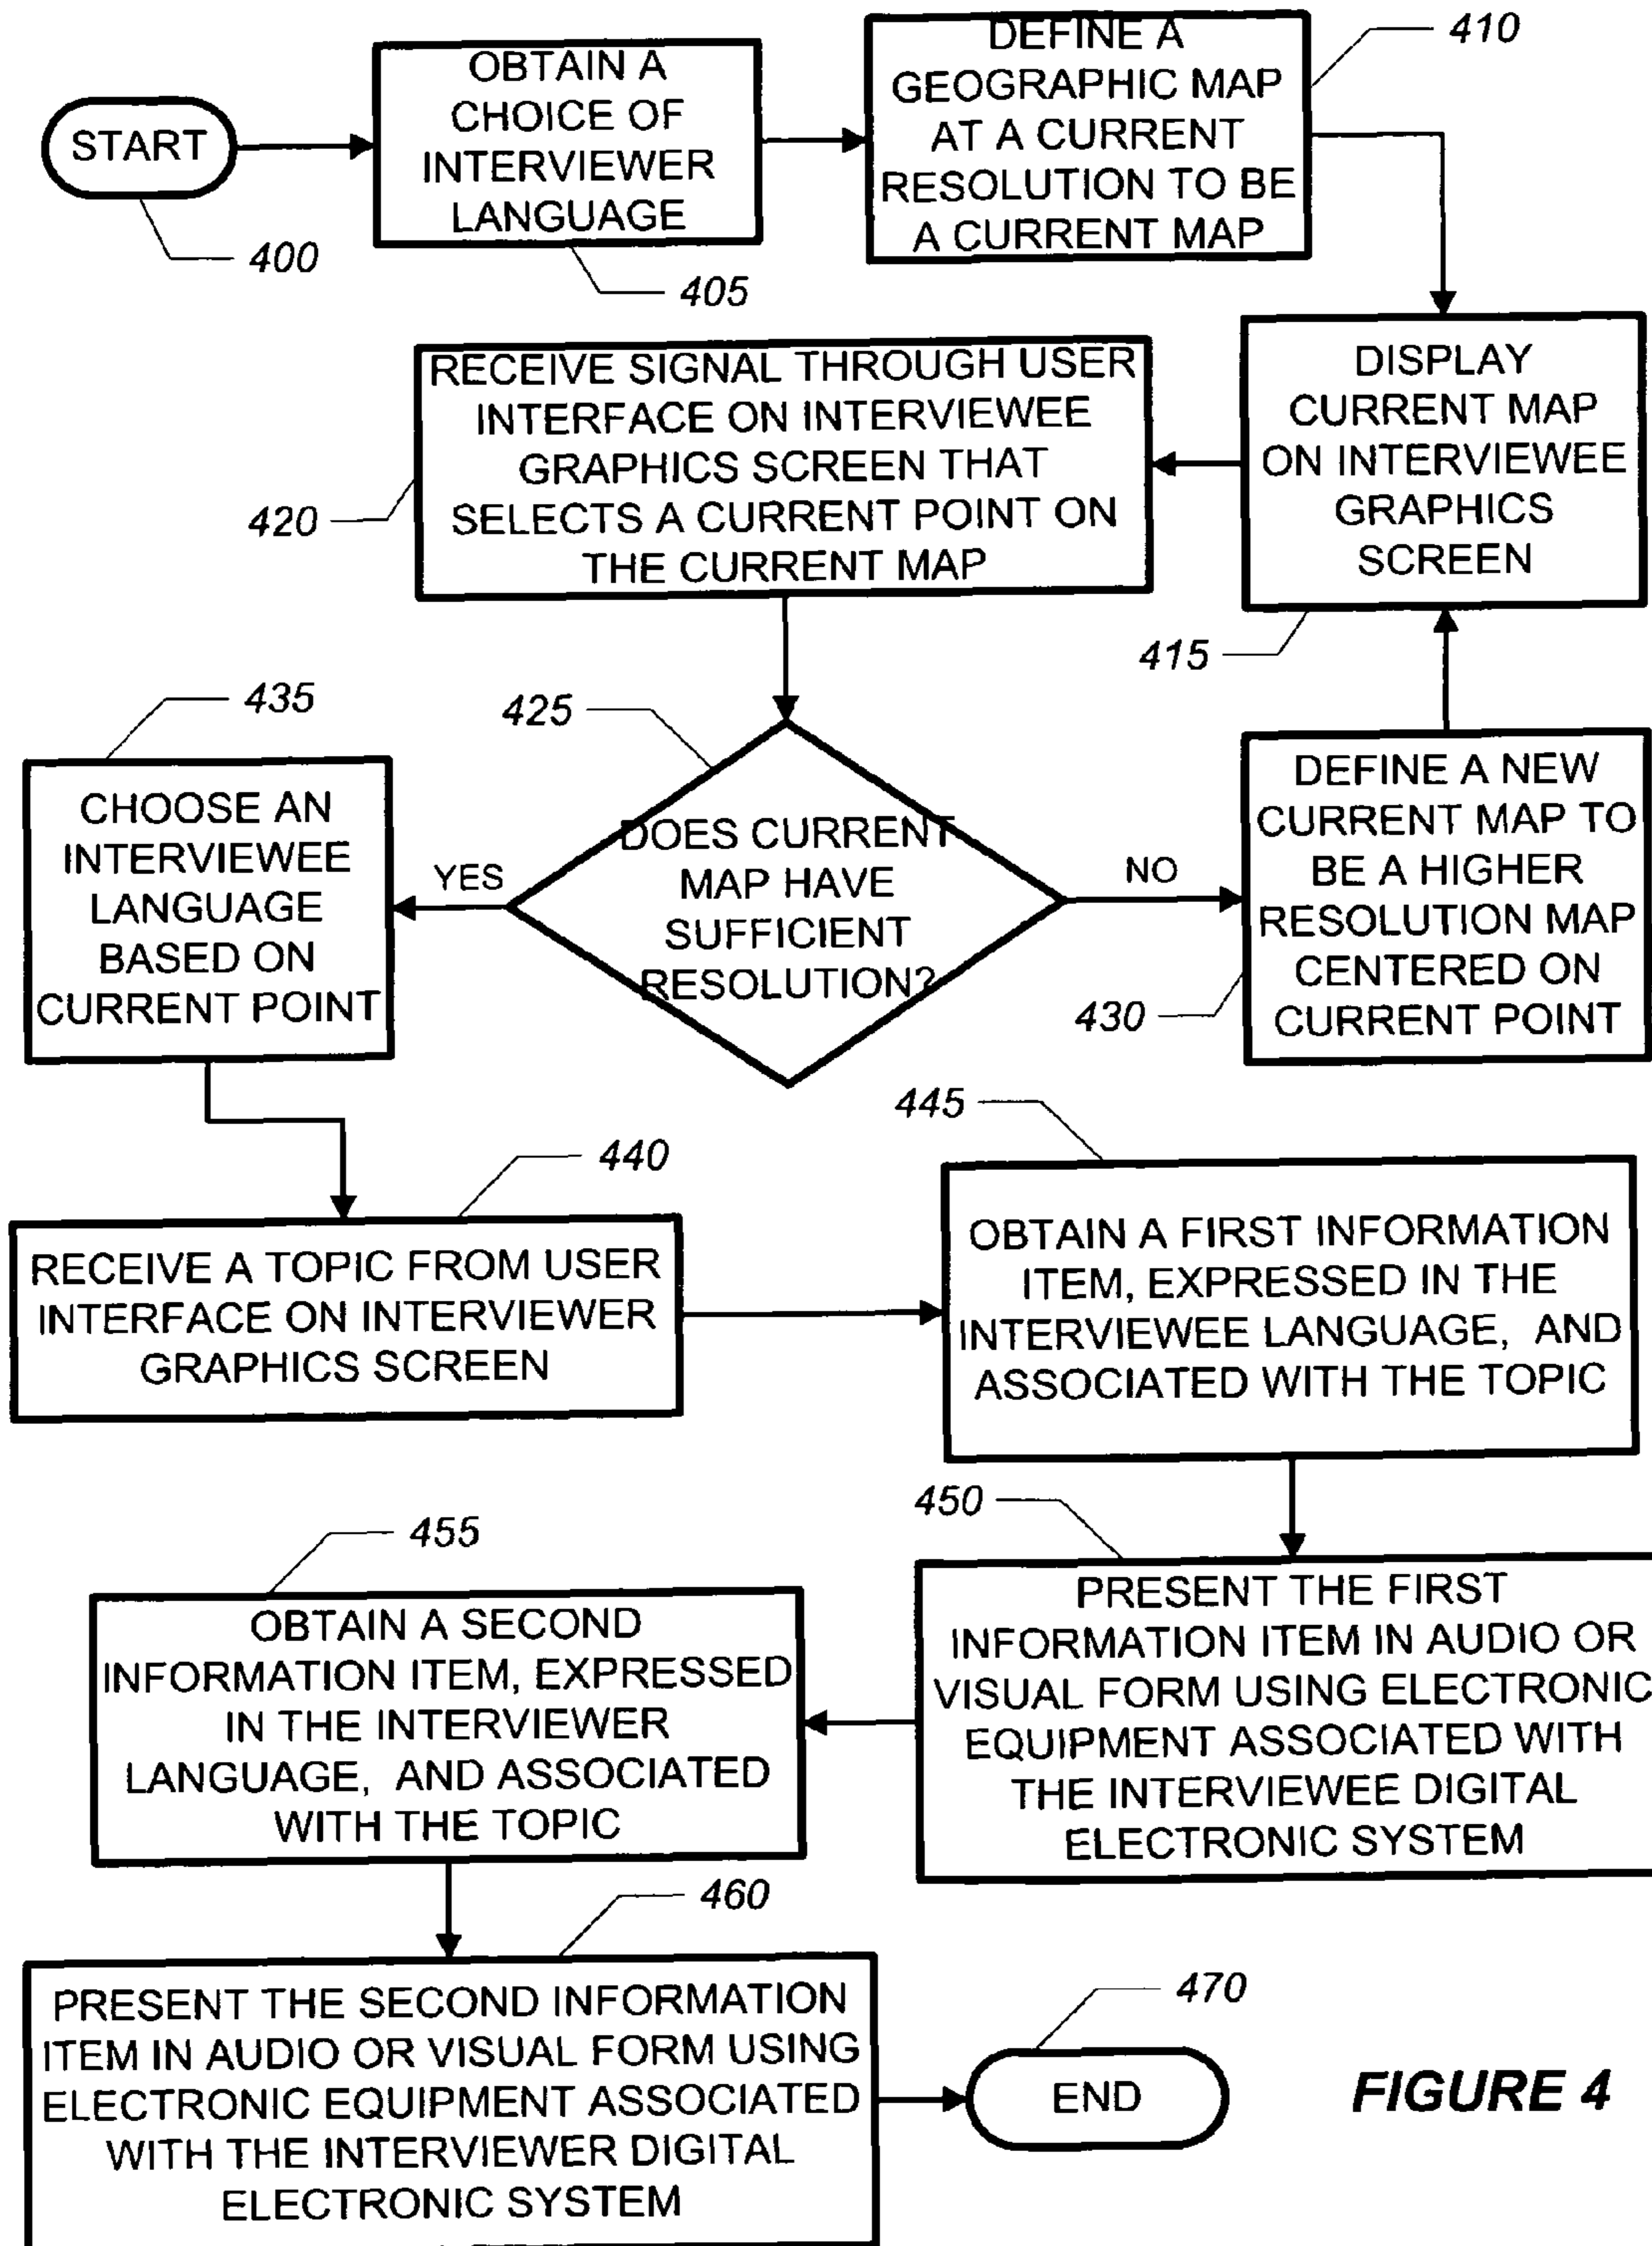 START
400
OBTAIN A
CHOICE OF
INTERVIEWER
LANGUAGE
405
DEFINE A
GEOGRAPHIC MAP
AT A CURRENT
RESOLUTION TO BE
A CURRENT MAP
410
DISPLAY
CURRENT MAP
ON INTERVIEWEE
GRAPHICS
SCREEN
415
RECEIVE SIGNAL THROUGH USER
INTERFACE ON INTERVIEWEE
GRAPHICS SCREEN THAT
SELECTS A CURRENT POINT ON
THE CURRENT MAP
420
425
DOES CURRENT
MAP HAVE
SUFFICIENT
RESOLUTION?
YES
NO
DEFINE A NEW
CURRENT MAP TO
BE A HIGHER
RESOLUTION MAP
CENTERED ON
CURRENT POINT
430
435
CHOOSE AN
INTERVIEWEE
LANGUAGE
BASED ON
CURRENT POINT
440
RECEIVE A TOPIC FROM USER
INTERFACE ON INTERVIEWER
GRAPHICS SCREEN
445
OBTAIN A FIRST INFORMATION
ITEM, EXPRESSED IN THE
INTERVIEWEE LANGUAGE, AND
ASSOCIATED WITH THE TOPIC
450
PRESENT THE FIRST
INFORMATION ITEM IN AUDIO OR
VISUAL FORM USING ELECTRONIC
EQUIPMENT ASSOCIATED WITH
THE INTERVIEWEE DIGITAL
ELECTRONIC SYSTEM
455
OBTAIN A SECOND
INFORMATION ITEM, EXPRESSED
IN THE INTERVIEWER
LANGUAGE, AND ASSOCIATED
WITH THE TOPIC
460
PRESENT THE SECOND INFORMATION
ITEM IN AUDIO OR VISUAL FORM USING
ELECTRONIC EQUIPMENT ASSOCIATED
WITH THE INTERVIEWER DIGITAL
ELECTRONIC SYSTEM
470
END
FIGURE 4